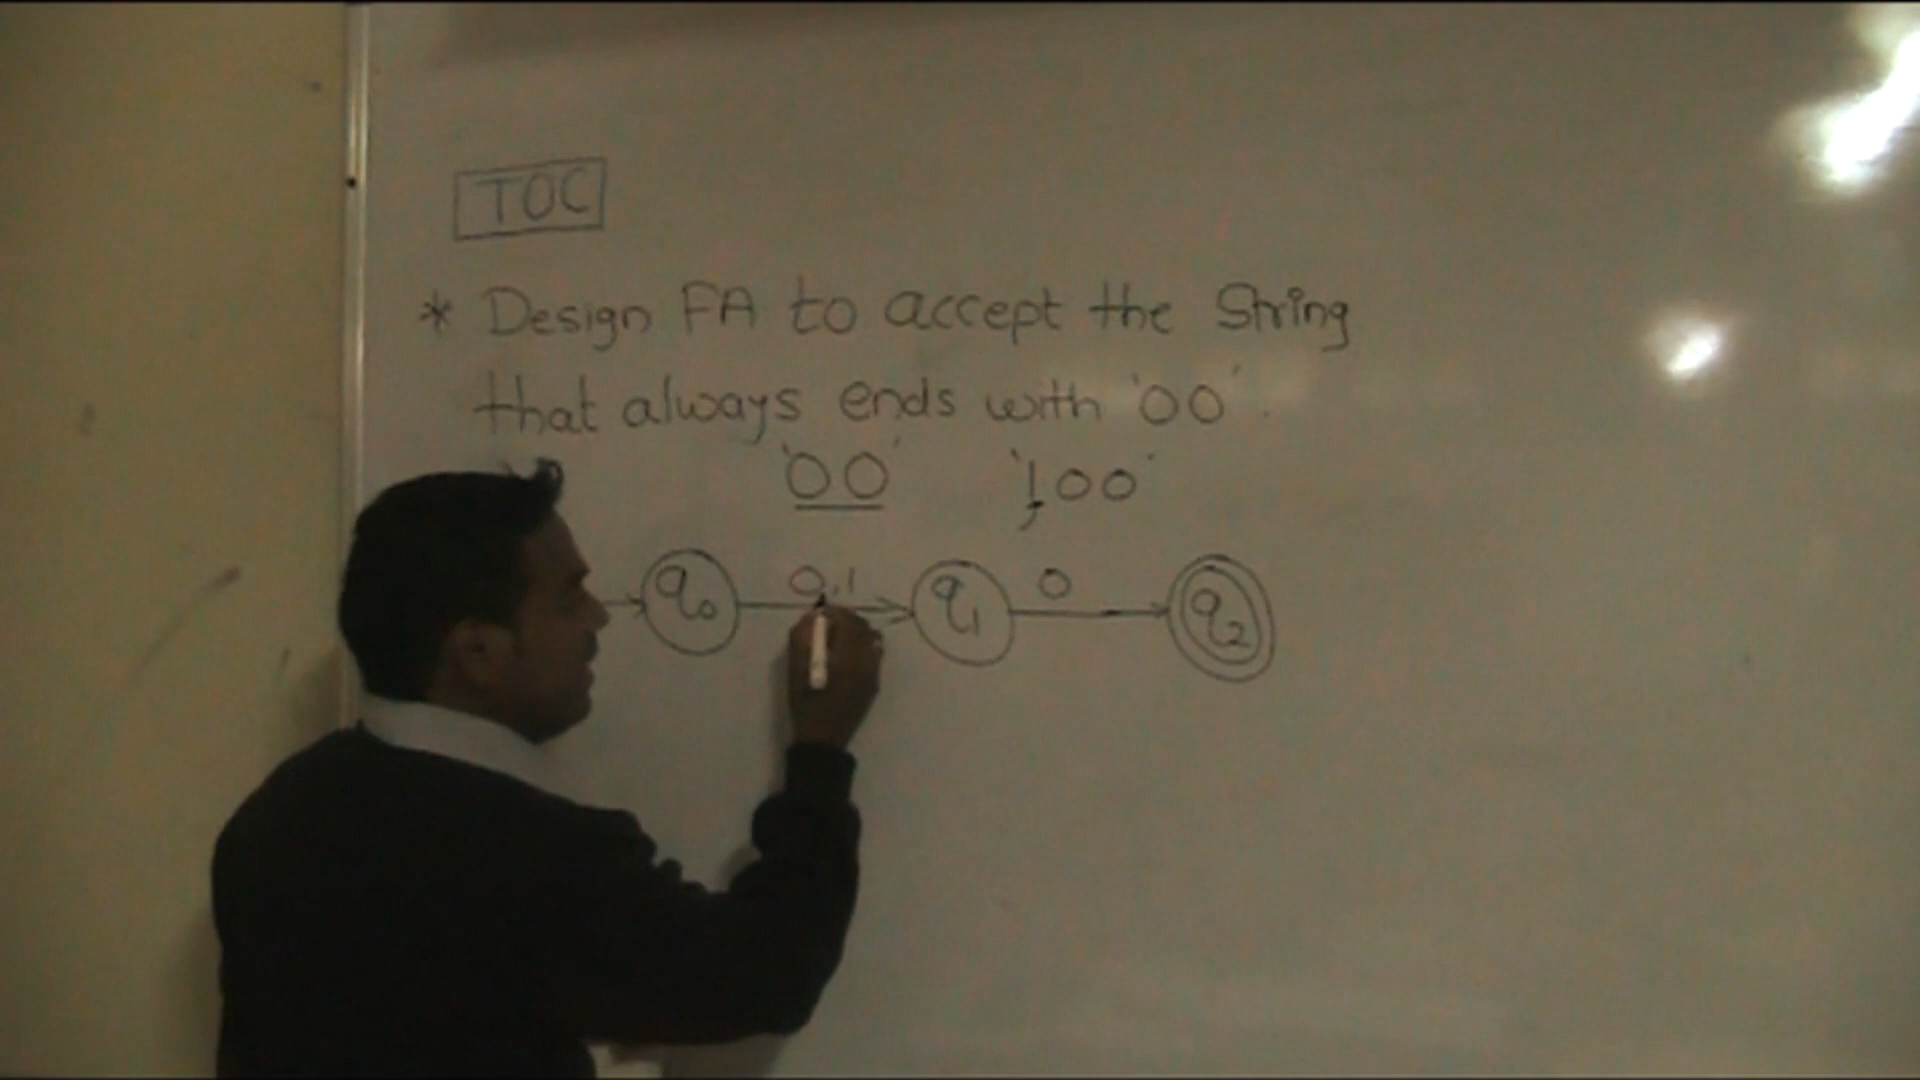 TOC
* Design FA to accept the String
that always ends with '00'.
'00' '100'
q0 0,1 q1 0 q2